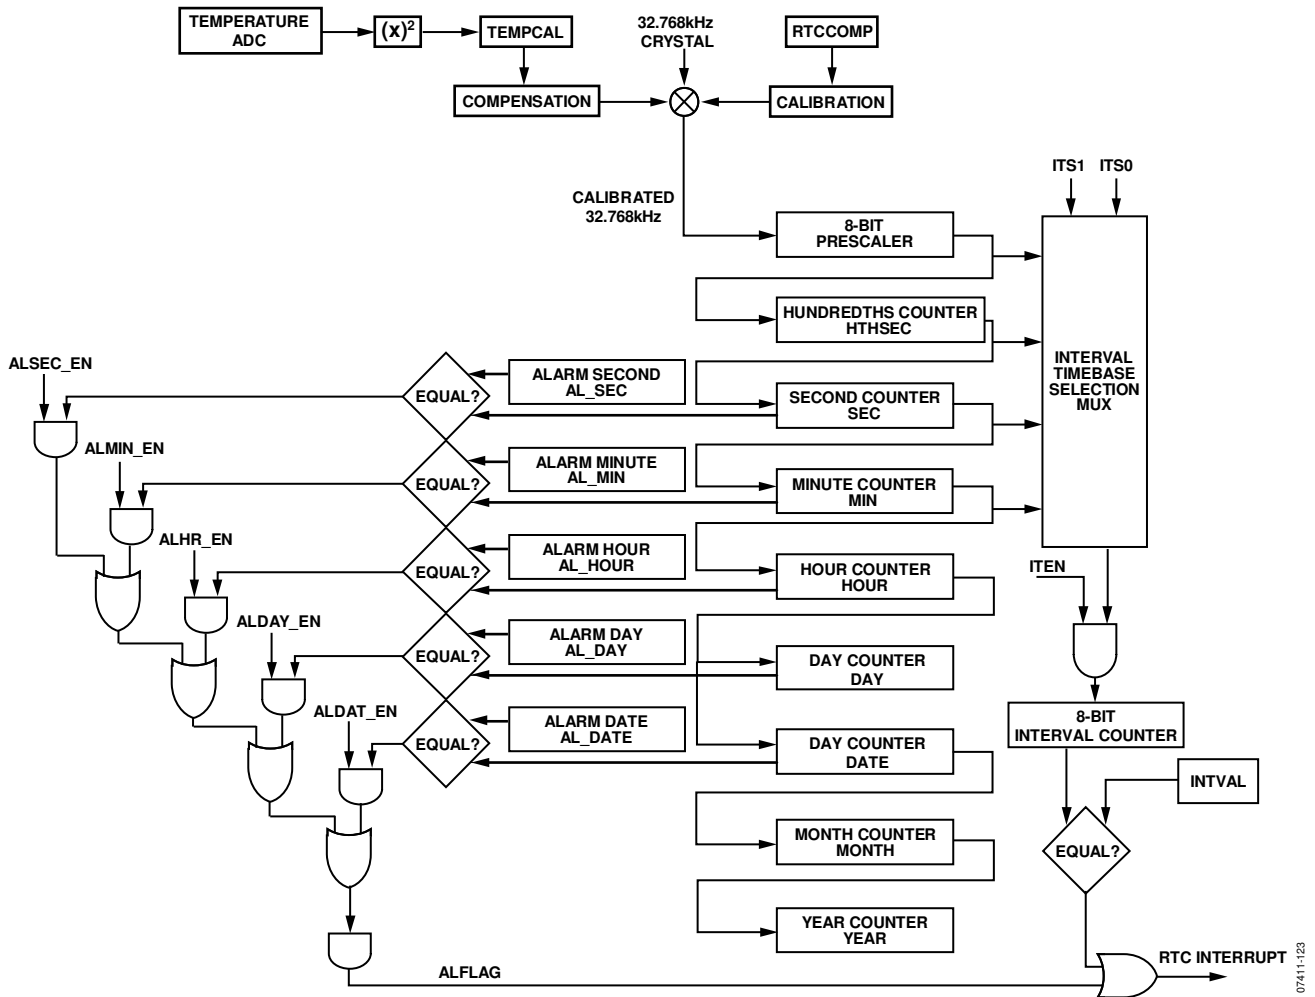 TEMPERATURE
ADC
(x)²
TEMPCAL
32.768kHz
CRYSTAL
RTCCOMP
COMPENSATION
CALIBRATION
CALIBRATED
32.768kHz
ITS1 ITS0
8-BIT
PRESCALER
HUNDREDTHS COUNTER
HTHSEC
INTERVAL
TIMEBASE
SELECTION
MUX
ALSEC_EN
EQUAL?
ALARM SECOND
AL_SEC
SECOND COUNTER
SEC
ALMIN_EN
EQUAL?
ALARM MINUTE
AL_MIN
MINUTE COUNTER
MIN
ALHR_EN
EQUAL?
ALARM HOUR
AL_HOUR
HOUR COUNTER
HOUR
ITEN
ALDAY_EN
EQUAL?
ALARM DAY
AL_DAY
DAY COUNTER
DAY
ALDAT_EN
EQUAL?
ALARM DATE
AL_DATE
DAY COUNTER
DATE
8-BIT
INTERVAL COUNTER
INTVAL
MONTH COUNTER
MONTH
EQUAL?
YEAR COUNTER
YEAR
ALFLAG
RTC INTERRUPT
07411-123